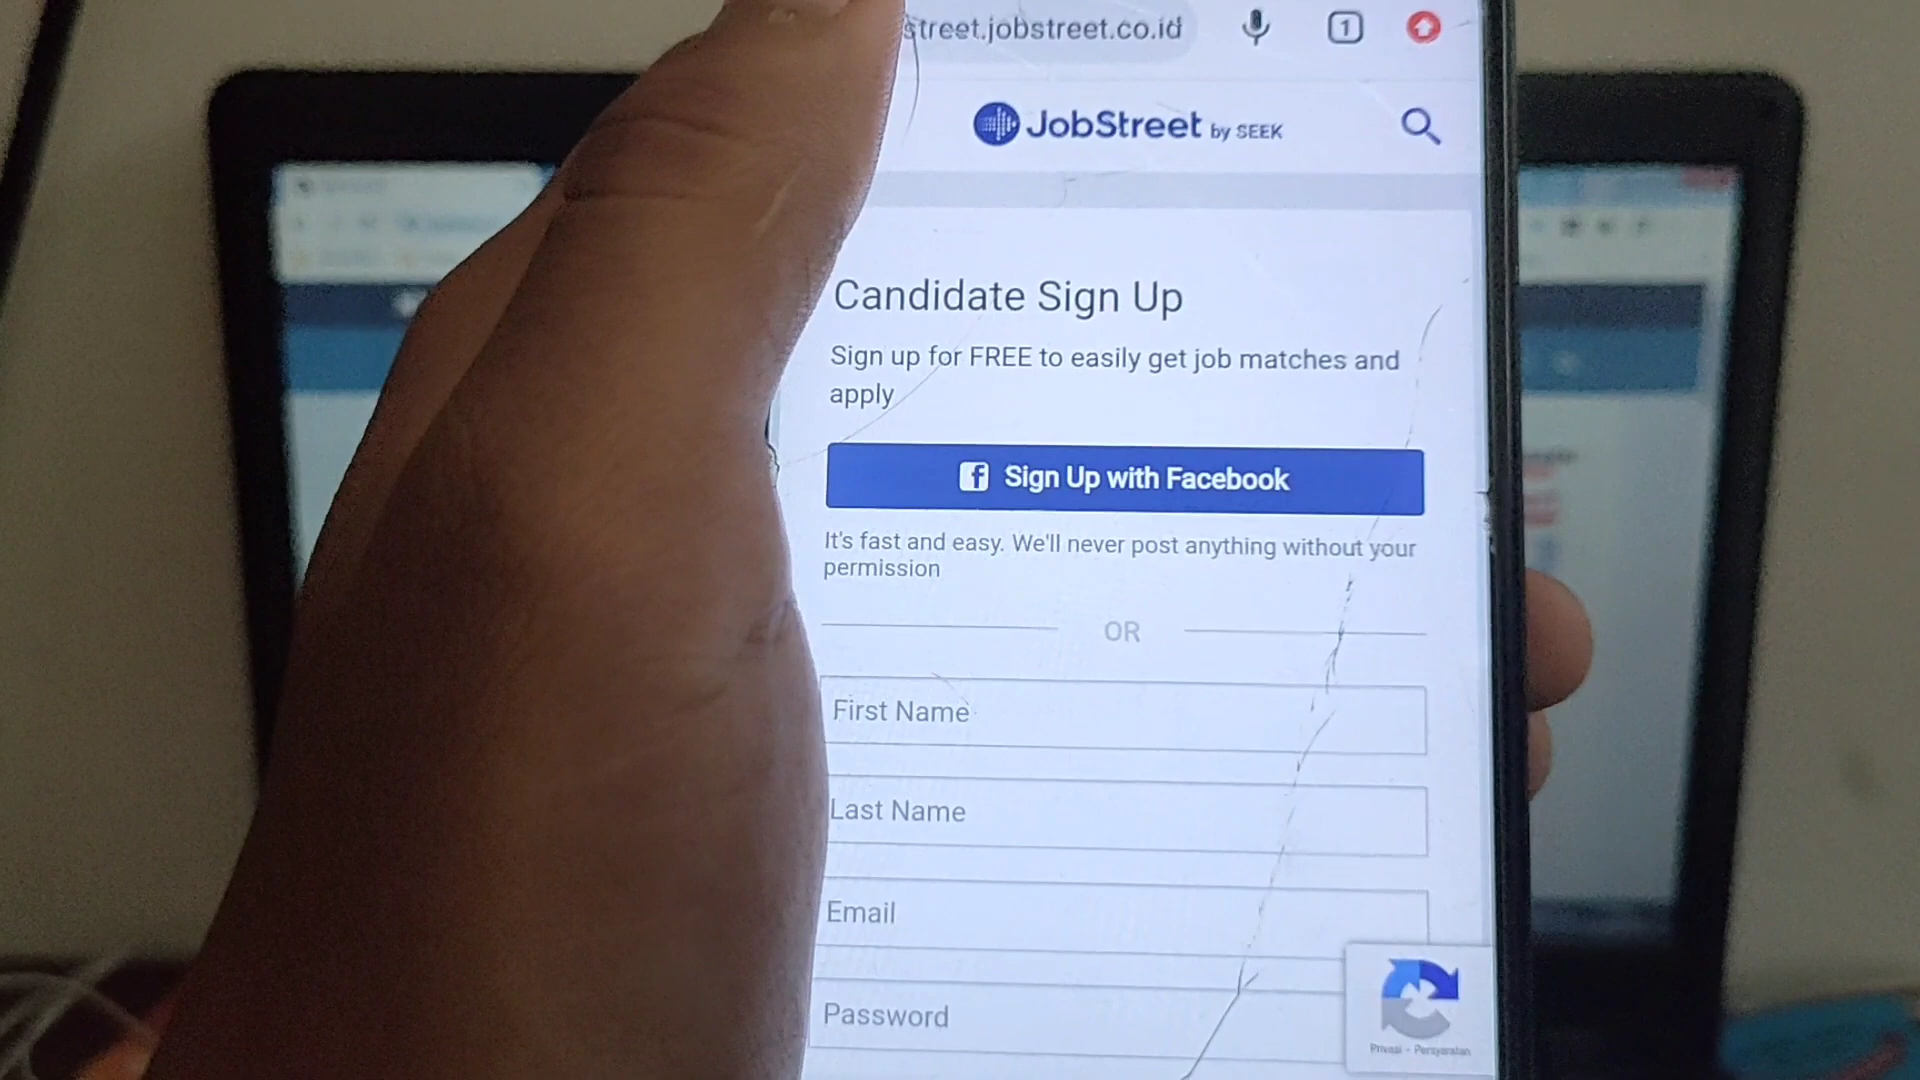 street.jobstreet.co.id
1
JobStreet by SEEK
Candidate Sign Up
Sign up for FREE to easily get job matches and
apply
f Sign Up with Facebook
It's fast and easy. We'll never post anything without your
permission
OR
First Name
Last Name
Email
Password
Privasi - Persyaratan